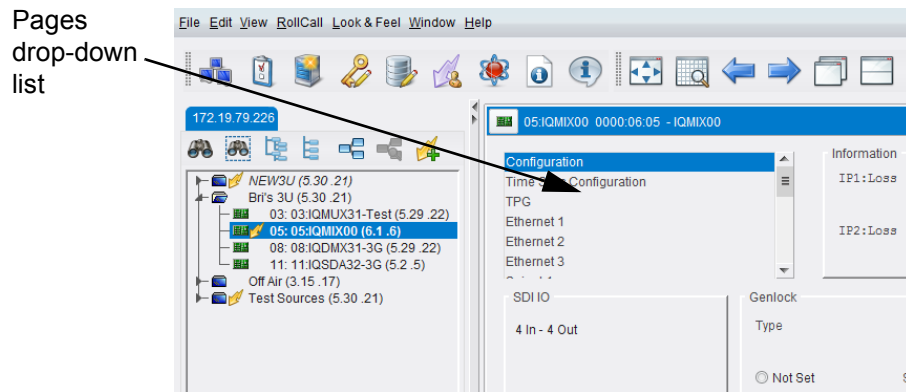 Pages
drop-down
list
File Edit View RollCall Look & Feel Window Help
172.19.79.226
NEW3U (5.30 .21)
Bri's 3U (5.30 .21)
03: 03:IQMUX31-Test (5.29 .22)
05: 05:IQMIX00 (6.1 .6)
08: 08:IQDMX31-3G (5.29 .22)
11: 11:IQSDA32-3G (5.2 .5)
Off Air (3.15 .17)
Test Sources (5.30 .21)
05:IQMIX00 0000:06:05 - IQMIX00
Configuration
Configuration
TPG
Ethernet 1
Ethernet 2
Ethernet 3
Information
IP1:Loss
IP2:Loss
SDI IO
4 In - 4 Out
Genlock
Type
Not Set